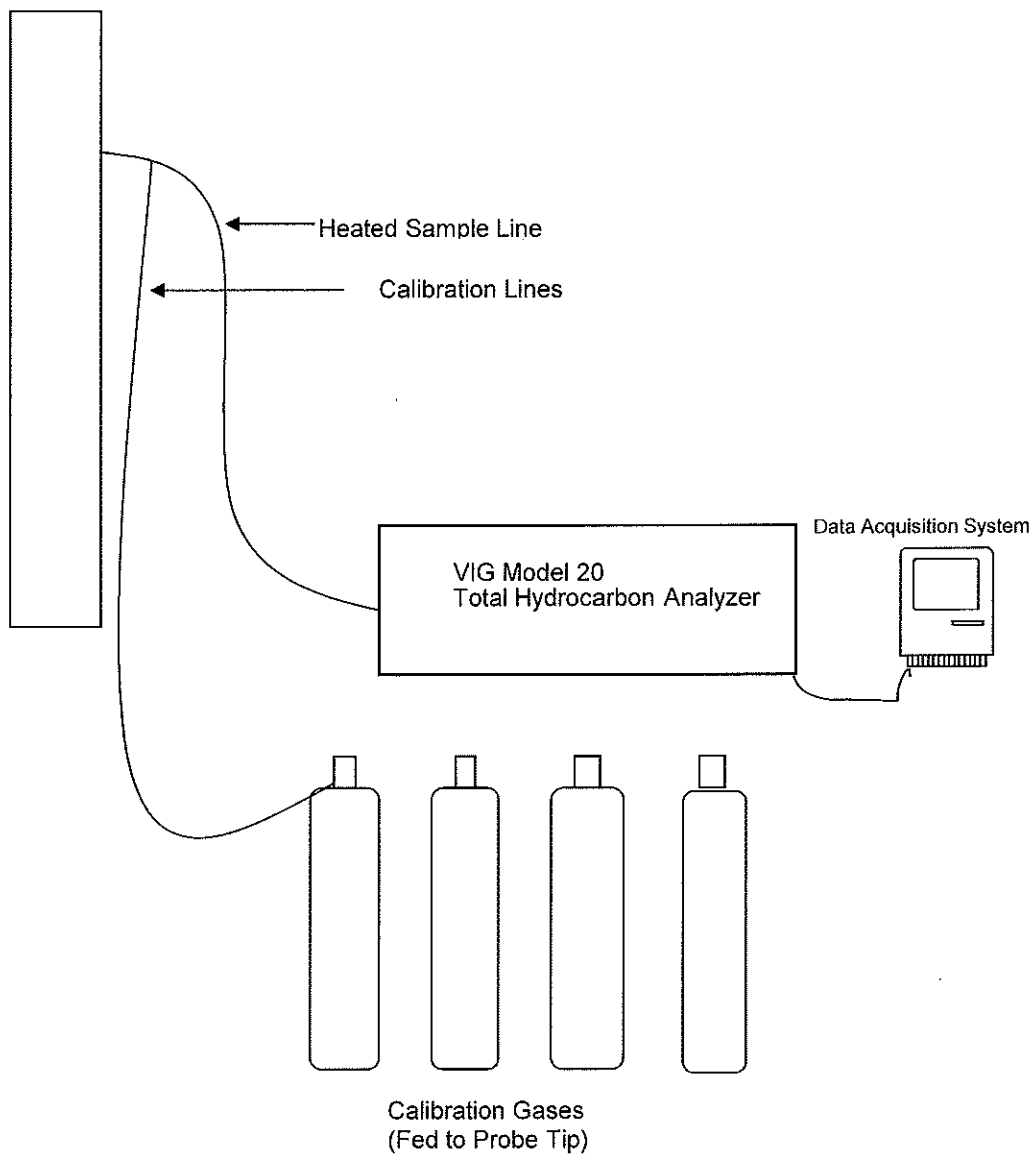 Heated Sample Line
Calibration Lines
Data Acquisition System
VIG Model 20
Total Hydrocarbon Analyzer
Calibration Gases
(Fed to Probe Tip)